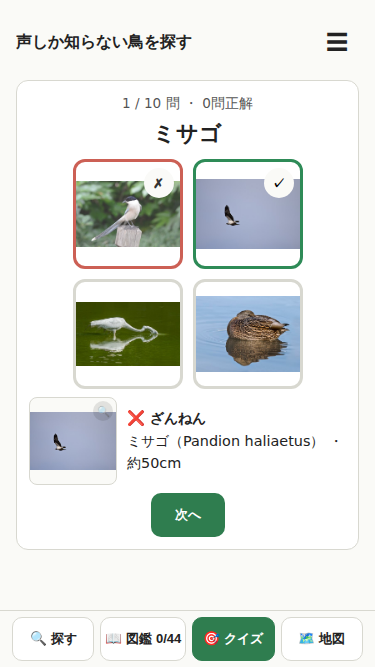 声しか知らない鳥を探す
1 / 10 問 ・ 0問正解
ミサゴ
✗ ✓
❌ ざんねん
ミサゴ（Pandion haliaetus） ・
約50cm
次へ
🔍 探す 📖 図鑑 0/44 🎯 クイズ 🗺️ 地図